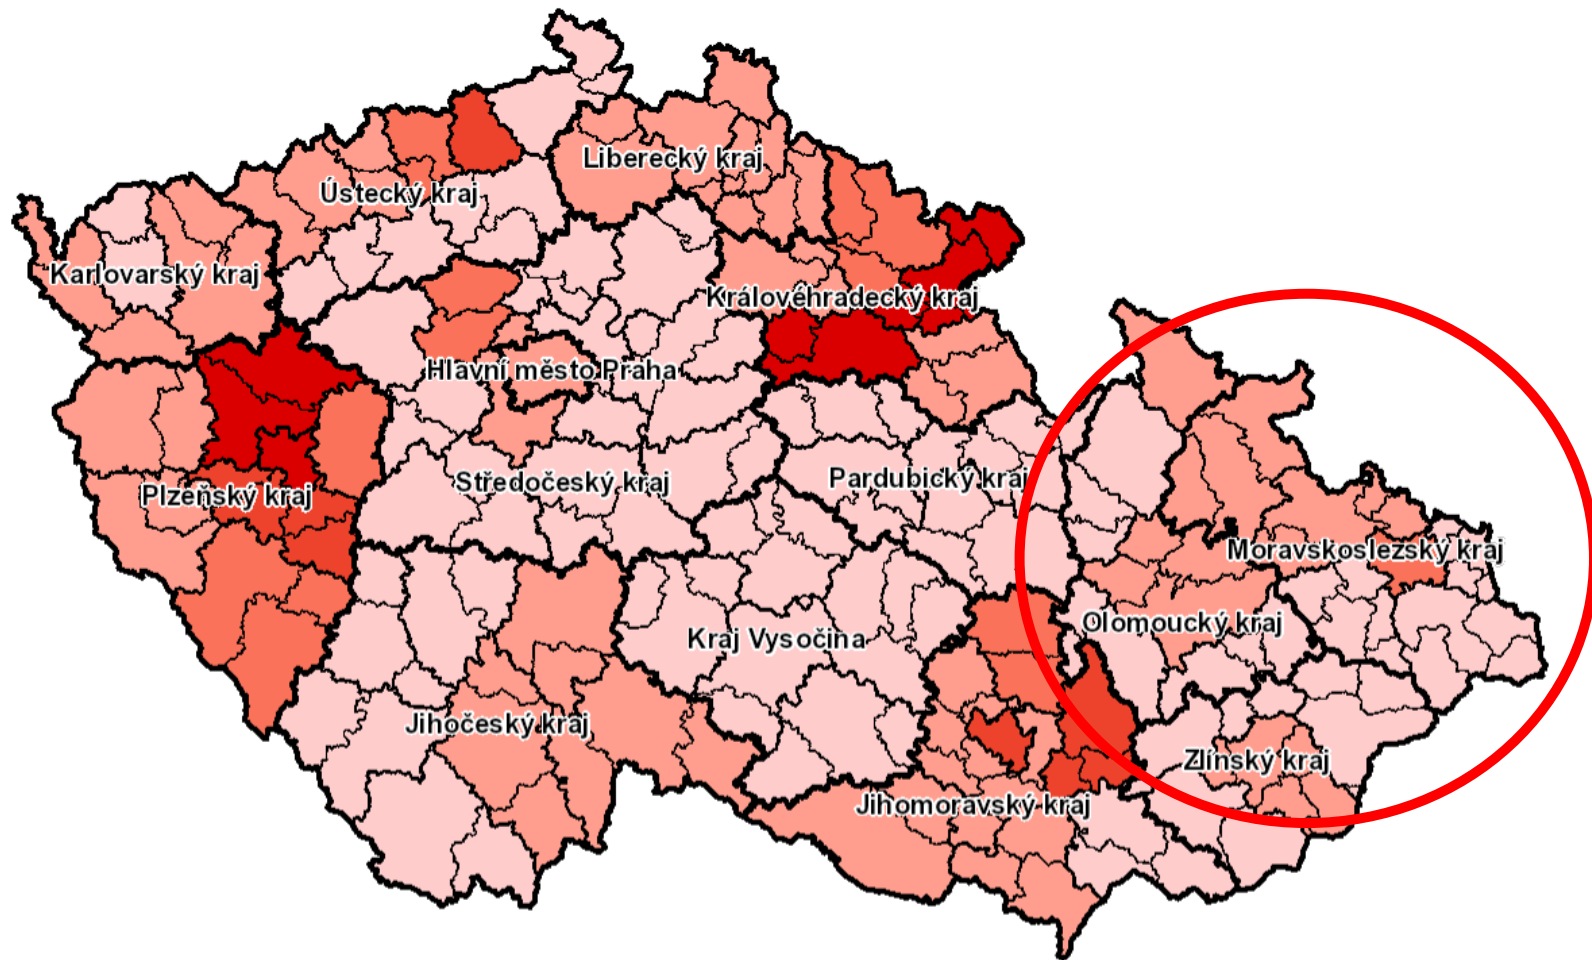 Liberecký kraj
Ústecký kraj
Karlovarský kraj
Královéhradecký kraj
Hlavní město Praha
Středočeský kraj
Pardubický kraj
Plzeňský kraj
Moravskoslezský kraj
Olomoucký kraj
Kraj Vysočina
Jihočeský kraj
Zlínský kraj
Jihomoravský kraj